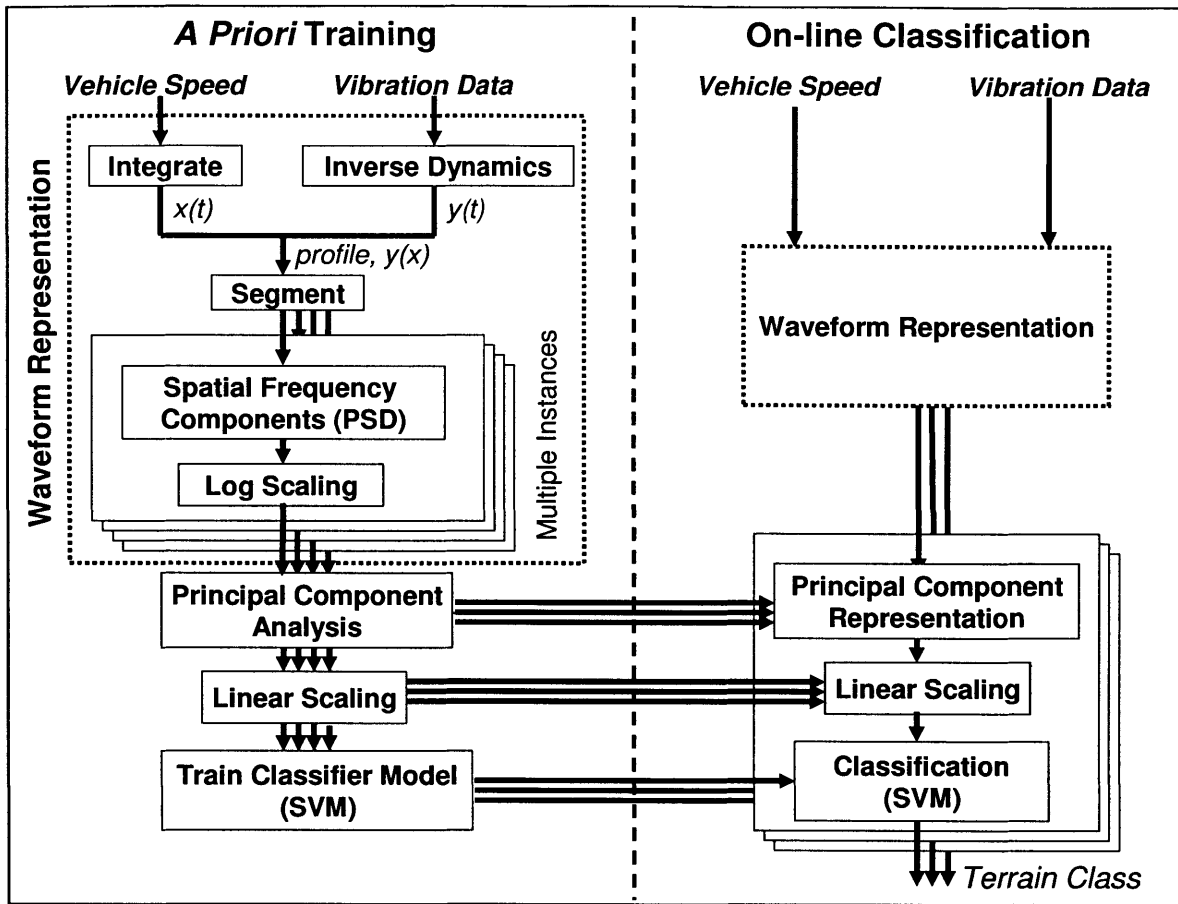 A Priori Training
Vehicle Speed
Vibration Data
Waveform Representation
Integrate
Inverse Dynamics
x(t)
y(t)
profile, y(x)
Segment
Spatial Frequency
Components (PSD)
Log Scaling
Multiple Instances
Principal Component
Analysis
Linear Scaling
Train Classifier Model
(SVM)
On-line Classification
Vehicle Speed
Vibration Data
Waveform Representation
Principal Component
Representation
Linear Scaling
Classification
(SVM)
Terrain Class